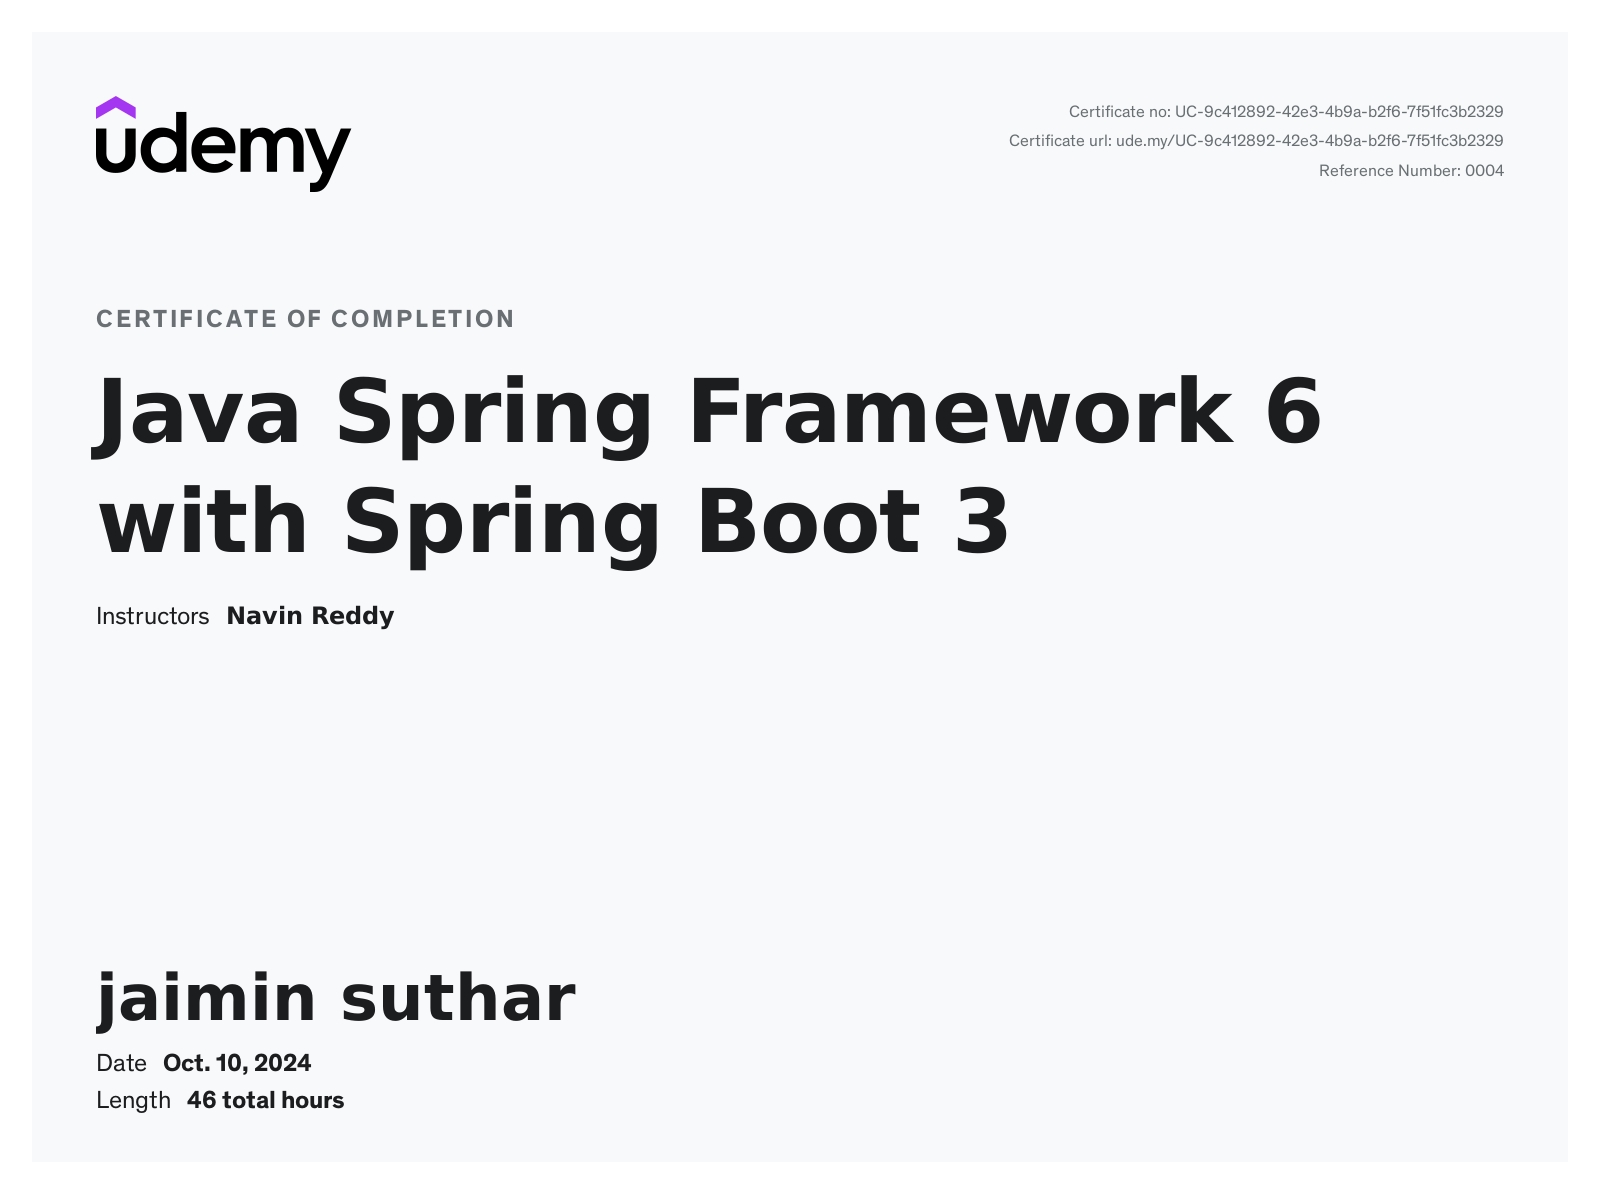 udemy
Certificate no: UC-9c412892-42e3-4b9a-b2f6-7f51fc3b2329
Certificate url: ude.my/UC-9c412892-42e3-4b9a-b2f6-7f51fc3b2329
Reference Number: 0004
CERTIFICATE OF COMPLETION
Java Spring Framework 6
with Spring Boot 3
Instructors Navin Reddy
jaimin suthar
Date Oct. 10, 2024
Length 46 total hours